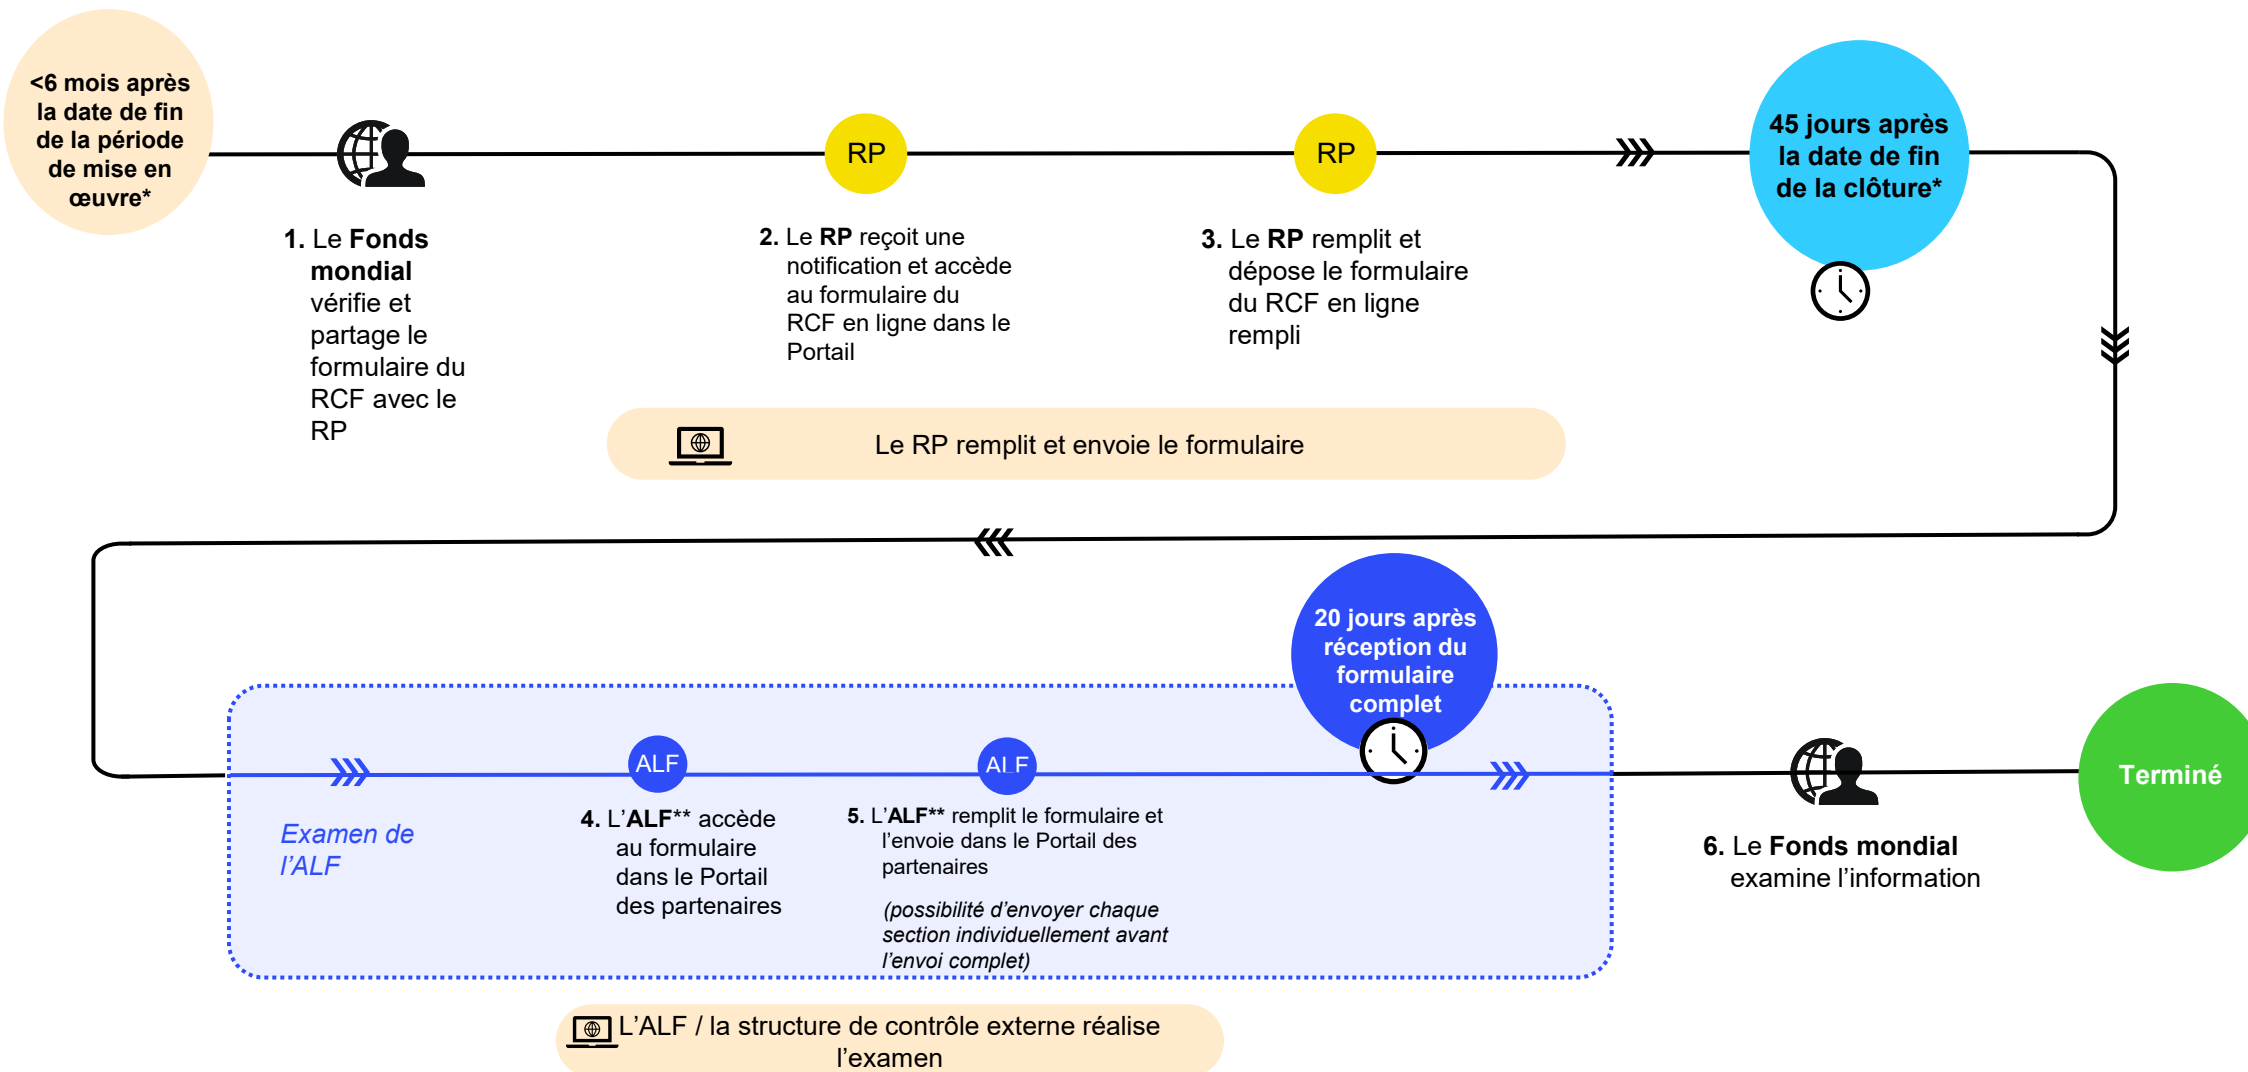 <6 mois après
la date de fin
de la période
de mise en
œuvre*
RP
RP
45 jours après
la date de fin
de la clôture*
1. Le Fonds
mondial
vérifie et
partage le
formulaire du
RCF avec le
RP
2. Le RP reçoit une
notification et accède
au formulaire du
RCF en ligne dans le
Portail
3. Le RP remplit et
dépose le formulaire
du RCF en ligne
rempli
Le RP remplit et envoie le formulaire
20 jours après
réception du
formulaire
complet
ALF
ALF
Examen de
l’ALF
4. L’ALF** accède
au formulaire
dans le Portail
des partenaires
5. L’ALF** remplit le formulaire et
l’envoie dans le Portail des
partenaires
(possibilité d’envoyer chaque
section individuellement avant
l’envoi complet)
6. Le Fonds mondial
examine l’information
Terminé
L’ALF / la structure de contrôle externe réalise
l’examen